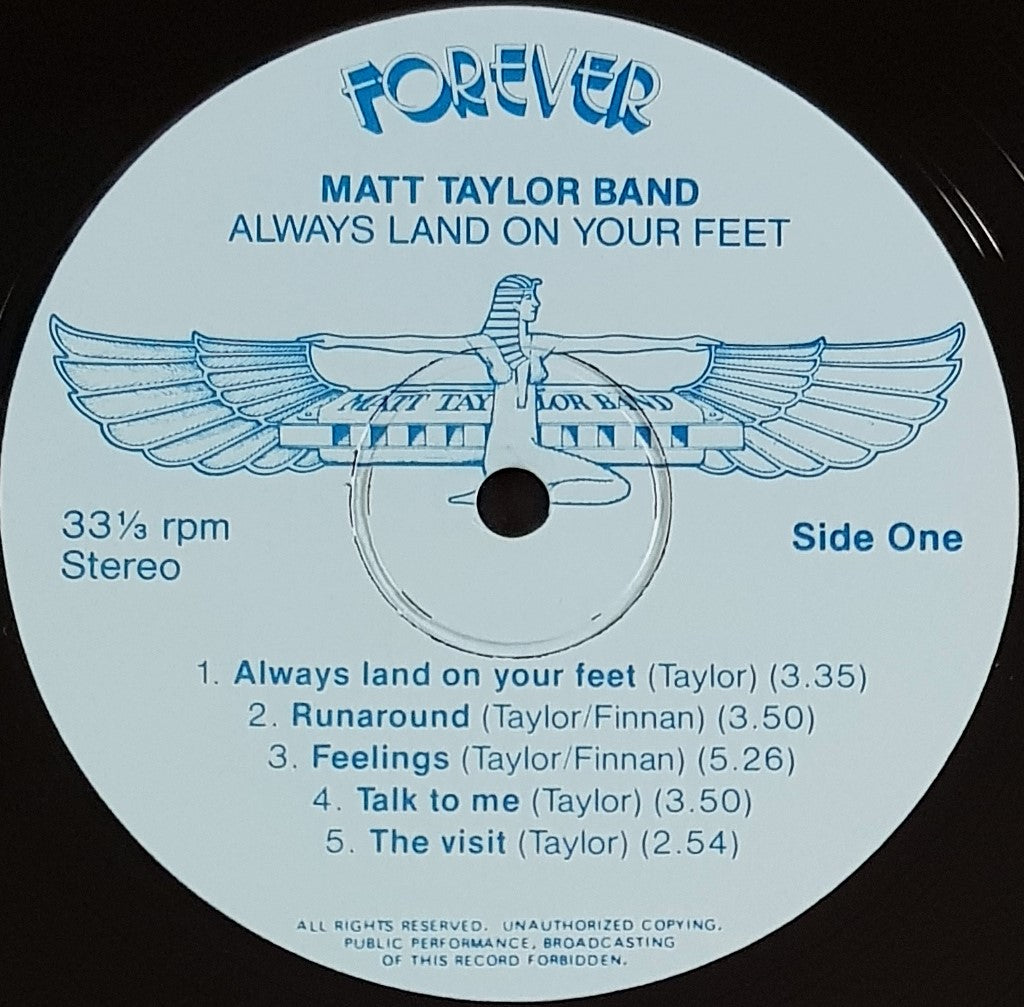 FOREVER
MATT TAYLOR BAND
ALWAYS LAND ON YOUR FEET
MATT TAYLOR BAND
33⅓ rpm
Stereo
Side One
1. Always land on your feet (Taylor) (3.35)
2. Runaround (Taylor/Finnan) (3.50)
3. Feelings (Taylor/Finnan) (5.26)
4. Talk to me (Taylor) (3.50)
5. The visit (Taylor) (2.54)
ALL RIGHTS RESERVED. UNAUTHORIZED COPYING,
PUBLIC PERFORMANCE, BROADCASTING
OF THIS RECORD FORBIDDEN.